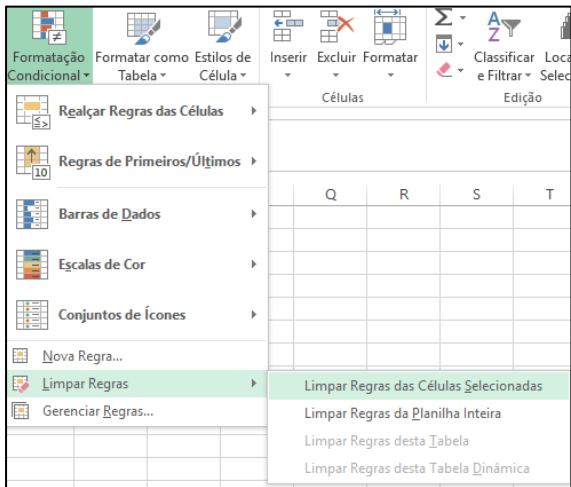 Formatação Condicional
Formatar como Tabela
Estilos de Célula
Inserir
Excluir
Formatar
Classificar e Filtrar
Células
Edição
Realçar Regras das Células
Regras de Primeiros/Últimos
10
Barras de Dados
Escalas de Cor
Conjuntos de Ícones
Nova Regra...
Limpar Regras
Gerenciar Regras...
Q R S T
Limpar Regras das Células Selecionadas
Limpar Regras da Planilha Inteira
Limpar Regras desta Tabela
Limpar Regras desta Tabela Dinâmica